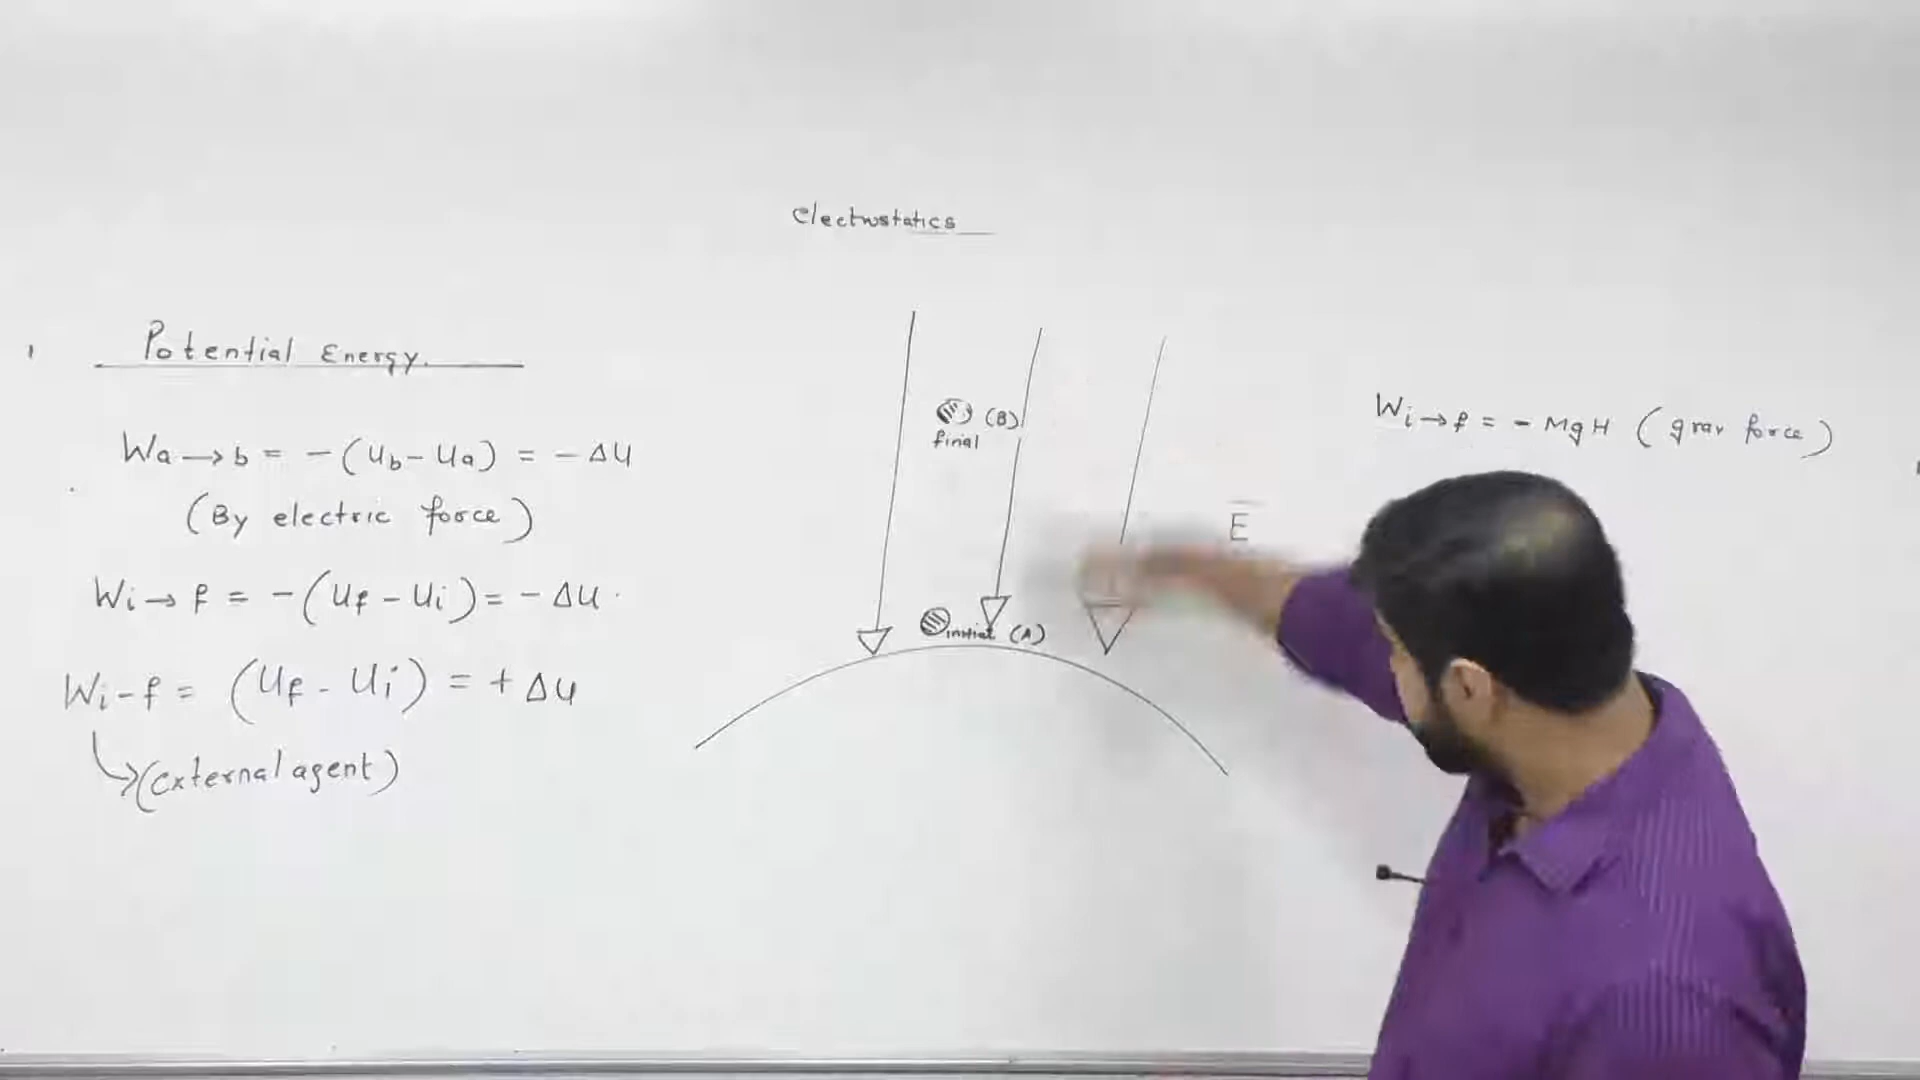 Electrostatics
Potential Energy.
Wa→b = -(Ub-Ua) = -ΔU
(By electric force)
Wi→f = -(Uf-Ui) = -ΔU.
Wi-f = (Uf-Ui) = +ΔU
(external agent)
(B)
final
initial (A)
E
Wi→f = - MgH (grav force)